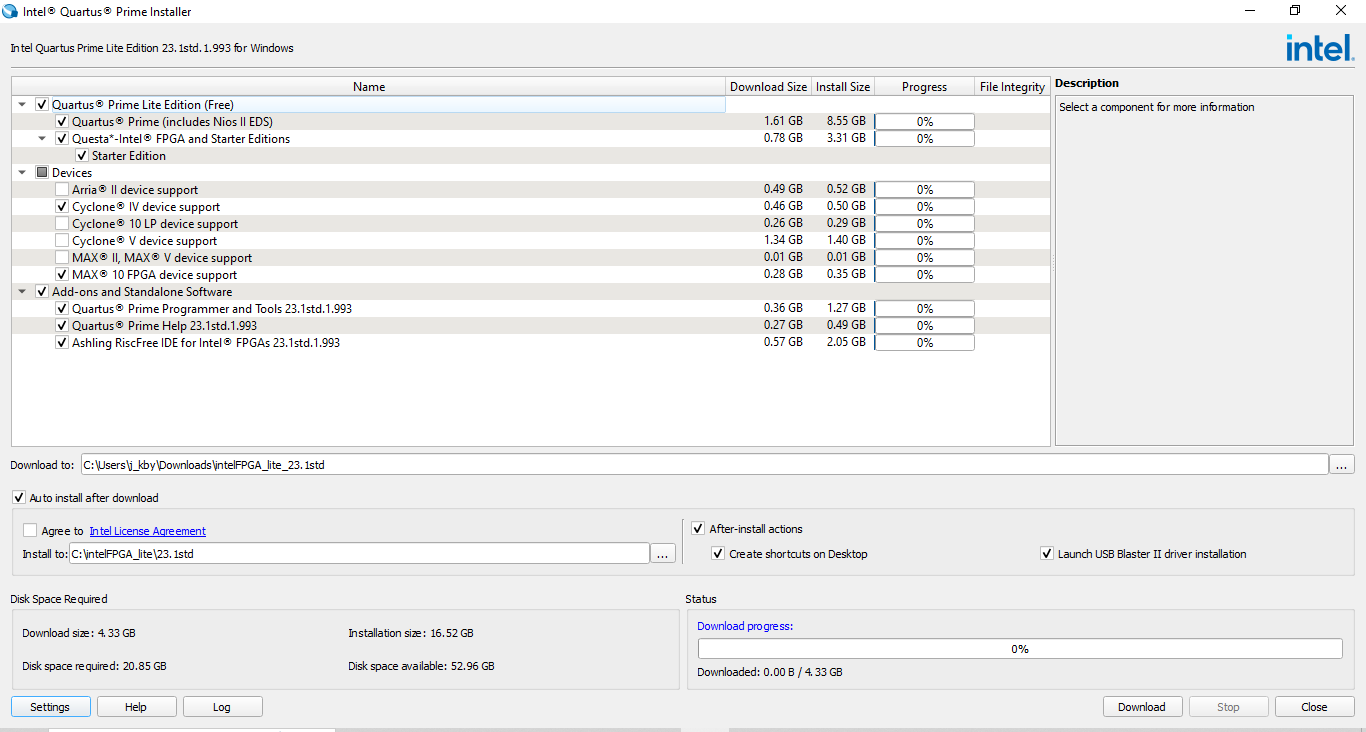 Intel® Quartus® Prime Installer
Intel Quartus Prime Lite Edition 23.1std.1.993 for Windows
intel.
Name Download Size Install Size Progress File Integrity
Description
Quartus® Prime Lite Edition (Free)
Select a component for more information
Quartus® Prime (includes Nios II EDS) 1.61 GB 8.55 GB 0%
Questa*-Intel® FPGA and Starter Editions 0.78 GB 3.31 GB 0%
Starter Edition
Devices
Arria® II device support 0.49 GB 0.52 GB 0%
Cyclone® IV device support 0.46 GB 0.50 GB 0%
Cyclone® 10 LP device support 0.26 GB 0.29 GB 0%
Cyclone® V device support 1.34 GB 1.40 GB 0%
MAX® II, MAX® V device support 0.01 GB 0.01 GB 0%
MAX® 10 FPGA device support 0.28 GB 0.35 GB 0%
Add-ons and Standalone Software
Quartus® Prime Programmer and Tools 23.1std.1.993 0.36 GB 1.27 GB 0%
Quartus® Prime Help 23.1std.1.993 0.27 GB 0.49 GB 0%
Ashling RiscFree IDE for Intel® FPGAs 23.1std.1.993 0.57 GB 2.05 GB 0%
Download to: C:\Users\j_kby\Downloads\intelFPGA_lite_23.1std ...
Auto install after download
Agree to Intel License Agreement
After-install actions
Install to: C:\intelFPGA_lite\23.1std ...
Create shortcuts on Desktop Launch USB Blaster II driver installation
Disk Space Required
Status
Download size: 4.33 GB Installation size: 16.52 GB
Download progress:
0%
Disk space required: 20.85 GB Disk space available: 52.96 GB
Downloaded: 0.00 B / 4.33 GB
Settings Help Log Download Stop Close